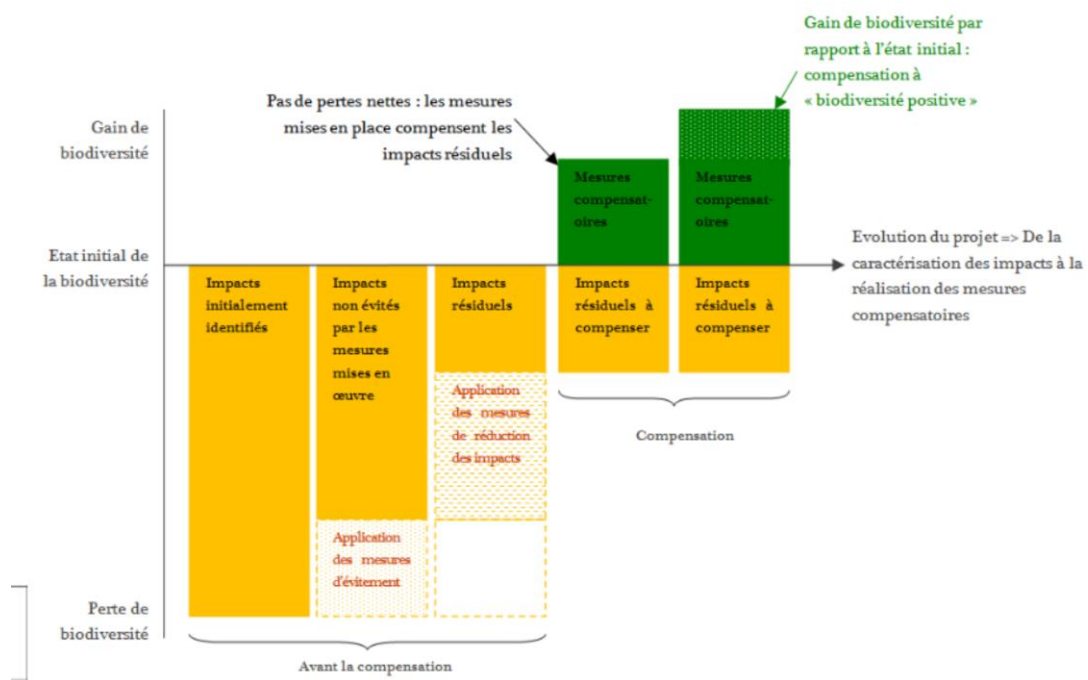 Gain de biodiversité par
rapport à l'état initial :
compensation à
« biodiversité positive »
Pas de pertes nettes : les mesures
mises en place compensent les
impacts résiduels
Gain de
biodiversité
Mesures
compensat-
oires
Mesures
compensat-
oires
Etat initial de
la biodiversité
Evolution du projet => De la
caractérisation des impacts à la
réalisation des mesures
compensatoires
Impacts
initialement
identifiés
Impacts
non évités
par les
mesures
mises en
œuvre
Impacts
résiduels
Impacts
résiduels à
compenser
Impacts
résiduels à
compenser
Application
des mesures
de réduction
des impacts
Compensation
Application
des mesures
d'évitement
Perte de
biodiversité
Avant la compensation